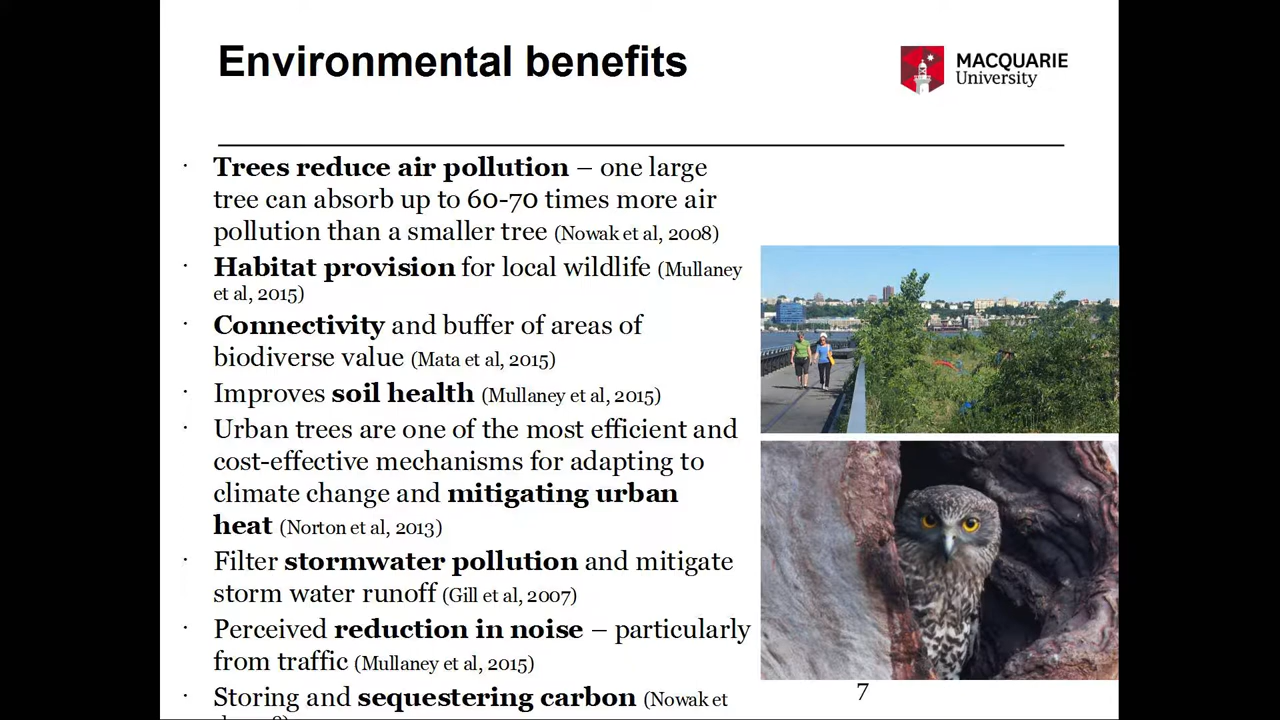 Environmental benefits
MACQUARIE
University
· Trees reduce air pollution – one large
tree can absorb up to 60-70 times more air
pollution than a smaller tree (Nowak et al, 2008)
· Habitat provision for local wildlife (Mullaney
et al, 2015)
· Connectivity and buffer of areas of
biodiverse value (Mata et al, 2015)
· Improves soil health (Mullaney et al, 2015)
· Urban trees are one of the most efficient and
cost-effective mechanisms for adapting to
climate change and mitigating urban
heat (Norton et al, 2013)
· Filter stormwater pollution and mitigate
storm water runoff (Gill et al, 2007)
· Perceived reduction in noise – particularly
from traffic (Mullaney et al, 2015)
· Storing and sequestering carbon (Nowak et
7